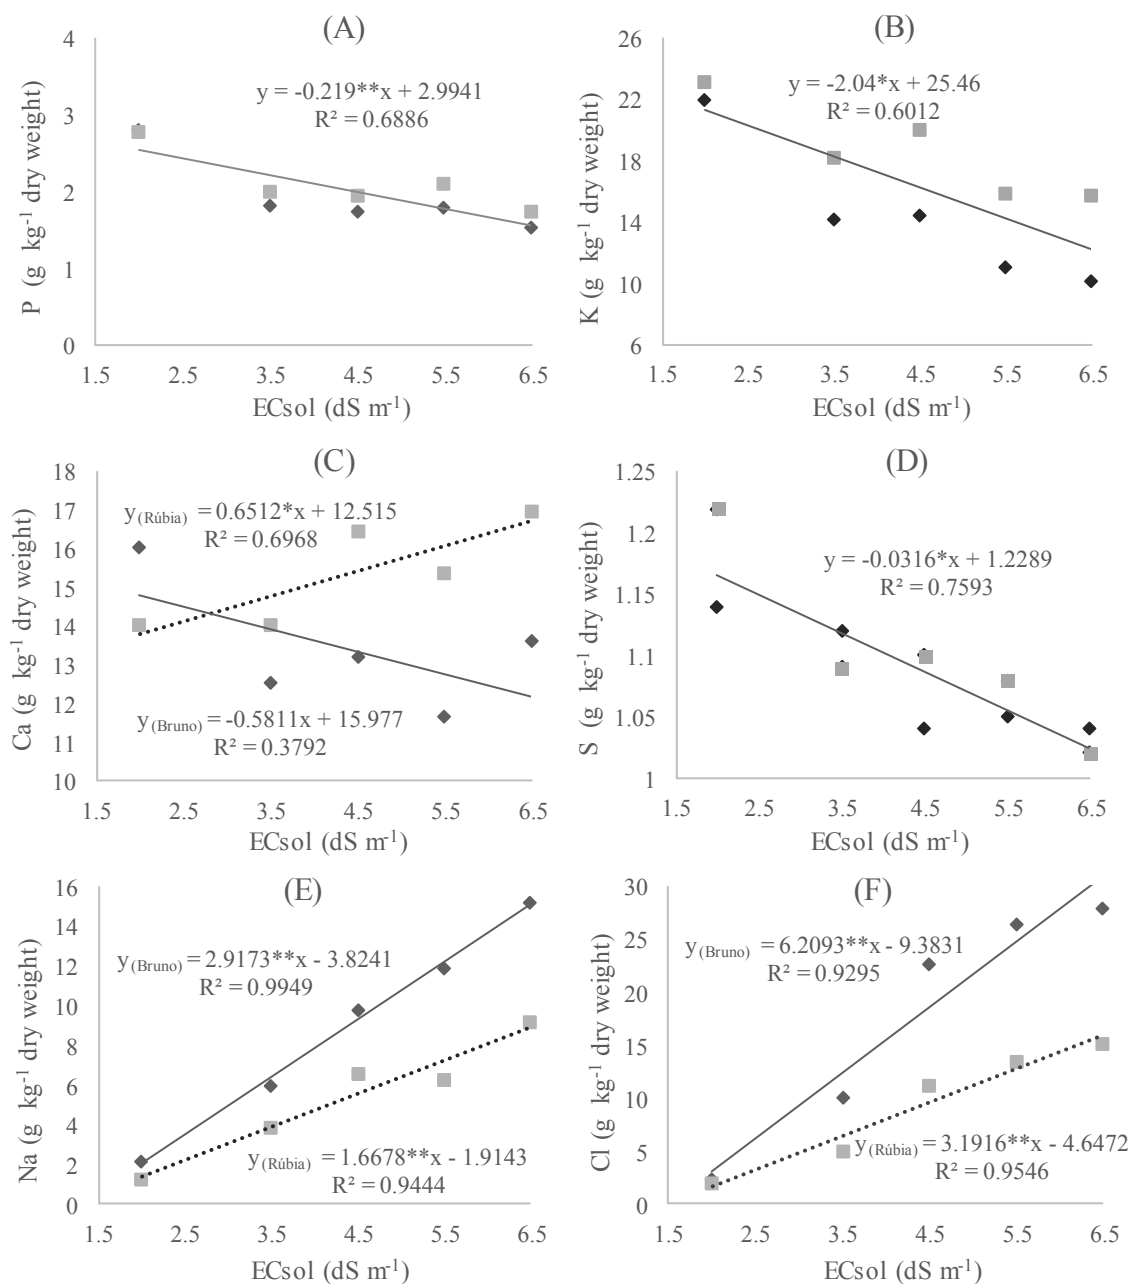 (A)
P (g kg-1 dry weight)
4
3
2
1
0
y = -0.219**x + 2.9941
R² = 0.6886
1.5 2.5 3.5 4.5 5.5 6.5
ECsol (dS m-1)
(B)
K (g kg-1 dry weight)
26
22
18
14
10
6
y = -2.04*x + 25.46
R² = 0.6012
1.5 2.5 3.5 4.5 5.5 6.5
ECsol (dS m-1)
(C)
Ca (g kg-1 dry weight)
18
17
16
15
14
13
12
11
10
y(Rúbia) = 0.6512*x + 12.515
R² = 0.6968
y(Bruno) = -0.5811x + 15.977
R² = 0.3792
1.5 2.5 3.5 4.5 5.5 6.5
ECsol (dS m-1)
(D)
S (g kg-1 dry weight)
1.25
1.2
1.15
1.1
1.05
1
y = -0.0316*x + 1.2289
R² = 0.7593
1.5 2.5 3.5 4.5 5.5 6.5
ECsol (dS m-1)
(E)
Na (g kg-1 dry weight)
16
14
12
10
8
6
4
2
0
y(Bruno) = 2.9173**x - 3.8241
R² = 0.9949
y(Rúbia) = 1.6678**x - 1.9143
R² = 0.9444
1.5 2.5 3.5 4.5 5.5 6.5
ECsol (dS m-1)
(F)
Cl (g kg-1 dry weight)
30
25
20
15
10
5
0
y(Bruno) = 6.2093**x - 9.3831
R² = 0.9295
y(Rúbia) = 3.1916**x - 4.6472
R² = 0.9546
1.5 2.5 3.5 4.5 5.5 6.5
ECsol (dS m-1)